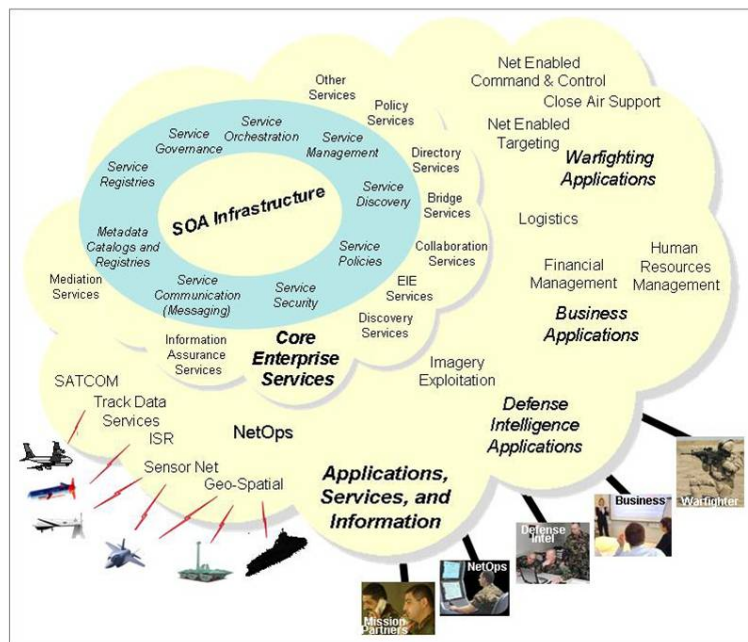 Net Enabled
Command & Control
Close Air Support
Net Enabled
Targeting
Warfighting
Applications
Logistics
Human
Resources
Management
Financial
Management
Business
Applications
Other
Services
Policy
Services
Directory
Services
Bridge
Services
Collaboration
Services
EIE
Services
Discovery
Services
Service
Orchestration
Service
Governance
Service
Management
Service
Registries
Service
Discovery
SOA Infrastructure
Metadata
Catalogs and
Registries
Service
Policies
Service
Communication
(Messaging)
Service
Security
Mediation
Services
Information
Assurance
Services
Core
Enterprise
Services
Imagery
Exploitation
Defense
Intelligence
Applications
SATCOM
Track Data
Services
ISR
NetOps
Sensor Net
Geo-Spatial
Applications,
Services, and
Information
Warfighter
Business
Defense
Intel
NetOps
Mission
Partners